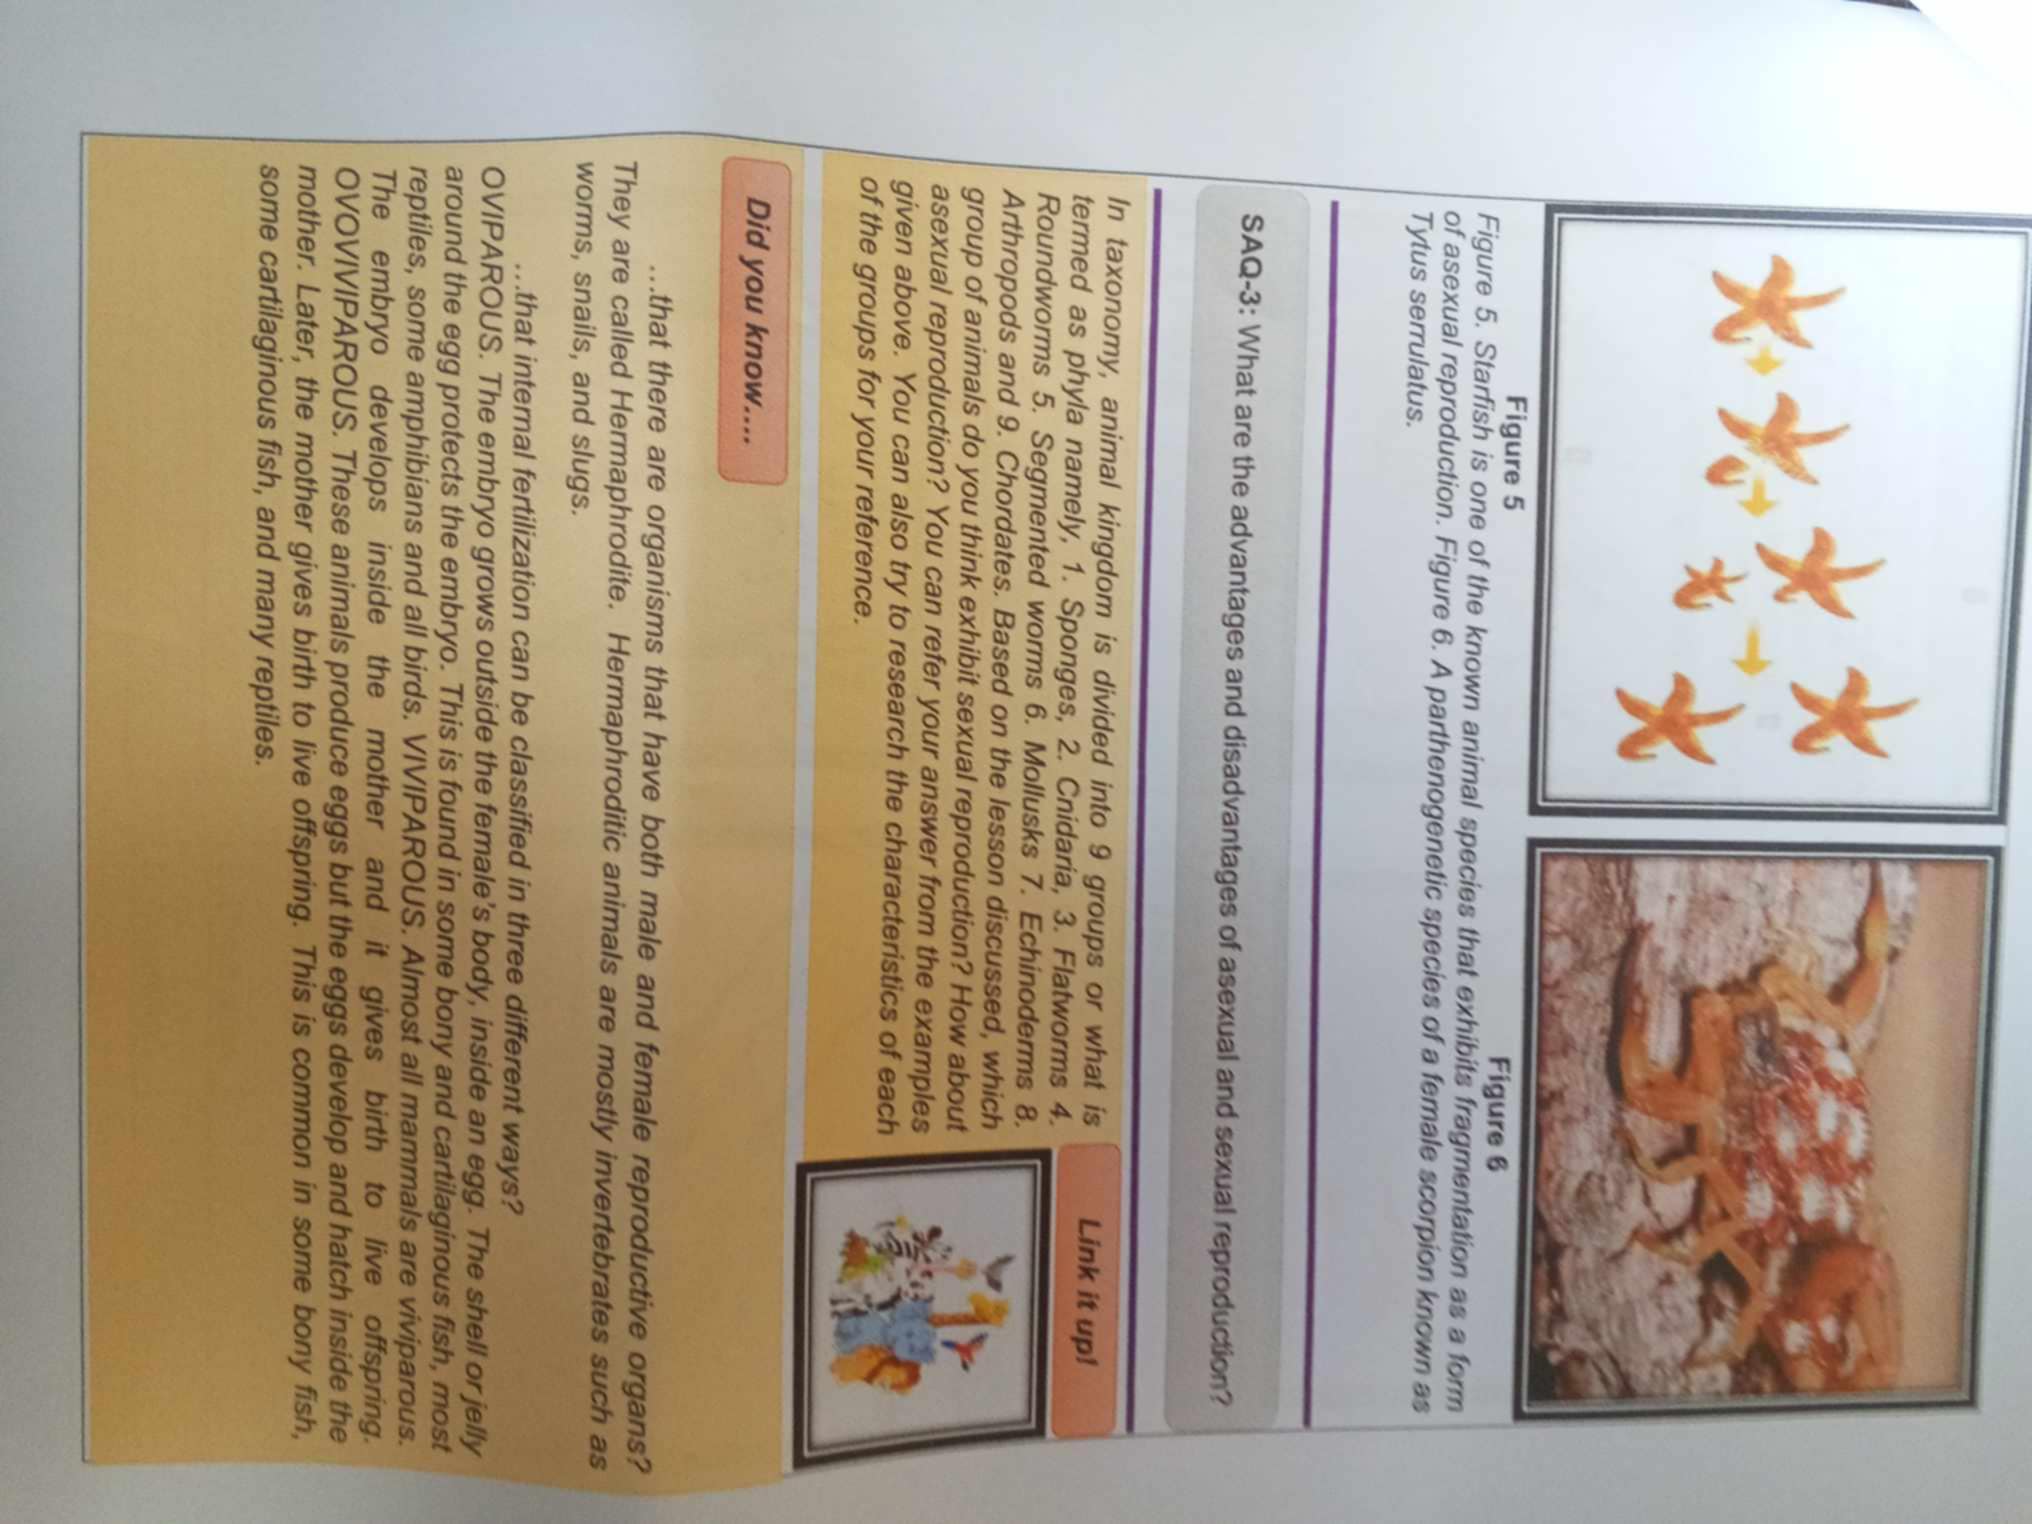 Figure 5
Figure 6
Figure 5. Starfish is one of the known animal species that exhibits fragmentation as a form
of asexual reproduction. Figure 6. A parthenogenetic species of a female scorpion known as
Tytus serrulatus.
SAQ-3: What are the advantages and disadvantages of asexual and sexual reproduction?
Link it up!
In taxonomy, animal kingdom is divided into 9 groups or what is
termed as phyla namely, 1. Sponges, 2. Cnidaria, 3. Flatworms 4.
Roundworms 5. Segmented worms 6. Mollusks 7. Echinoderms 8.
Arthropods and 9. Chordates. Based on the lesson discussed, which
group of animals do you think exhibit sexual reproduction? How about
asexual reproduction? You can refer your answer from the examples
given above. You can also try to research the characteristics of each
of the groups for your reference.
Did you know....
...that there are organisms that have both male and female reproductive organs?
They are called Hermaphrodite. Hermaphroditic animals are mostly invertebrates such as
worms, snails, and slugs.
...that internal fertilization can be classified in three different ways?
OVIPAROUS. The embryo grows outside the female's body, inside an egg. The shell or jelly
around the egg protects the embryo. This is found in some bony and cartilaginous fish, most
reptiles, some amphibians and all birds. VIVIPAROUS. Almost all mammals are viviparous.
The embryo develops inside the mother and it gives birth to live offspring.
OVOVIVIPAROUS. These animals produce eggs but the eggs develop and hatch inside the
mother. Later, the mother gives birth to live offspring. This is common in some bony fish,
some cartilaginous fish, and many reptiles.